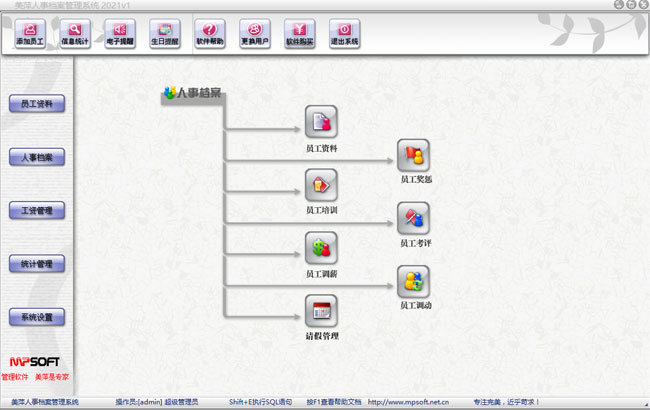 美萍人事档案管理系统 2021v1
添加员工 信息统计 电子提醒 生日提醒 软件帮助 更换用户 软件购买 退出系统
人事档案
员工资料
员工资料
员工奖惩
人事档案
员工培训
工资管理
员工考评
员工调薪
统计管理
员工调动
请假管理
系统设置
MPSOFT
管理软件 美萍是专家
美萍人事档案管理系统 操作员:[admin] 超级管理员 Shift+E执行SQL语句 按F1查看帮助文档 http://www.mpsoft.net.cn 专注完美，近乎苛求！